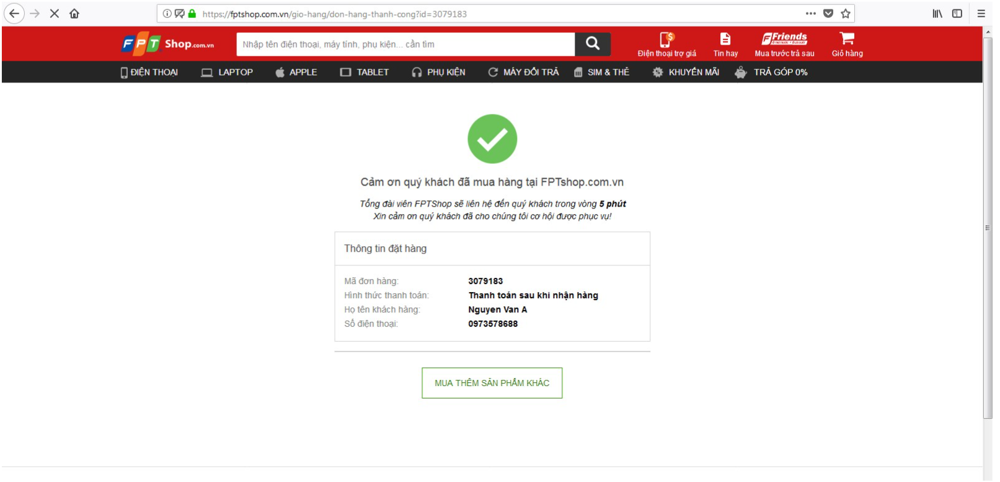 https://fptshop.com.vn/gio-hang/don-hang-thanh-cong?id=3079183
FPT Shop.com.vn
Nhập tên điện thoại, máy tính, phụ kiện... cần tìm
Điện thoại trợ giá
Tin hay
Friends
Mua trước trả sau
Giỏ hàng
ĐIỆN THOẠI LAPTOP APPLE TABLET PHỤ KIỆN MÁY ĐỔI TRẢ SIM & THẺ KHUYẾN MÃI TRẢ GÓP 0%
Cảm ơn quý khách đã mua hàng tại FPTshop.com.vn
Tổng đài viên FPTShop sẽ liên hệ đến quý khách trong vòng 5 phút
Xin cảm ơn quý khách đã cho chúng tôi cơ hội được phục vụ!
Thông tin đặt hàng
Mã đơn hàng: 3079183
Hình thức thanh toán: Thanh toán sau khi nhận hàng
Họ tên khách hàng: Nguyen Van A
Số điện thoại: 0973578688
MUA THÊM SẢN PHẨM KHÁC